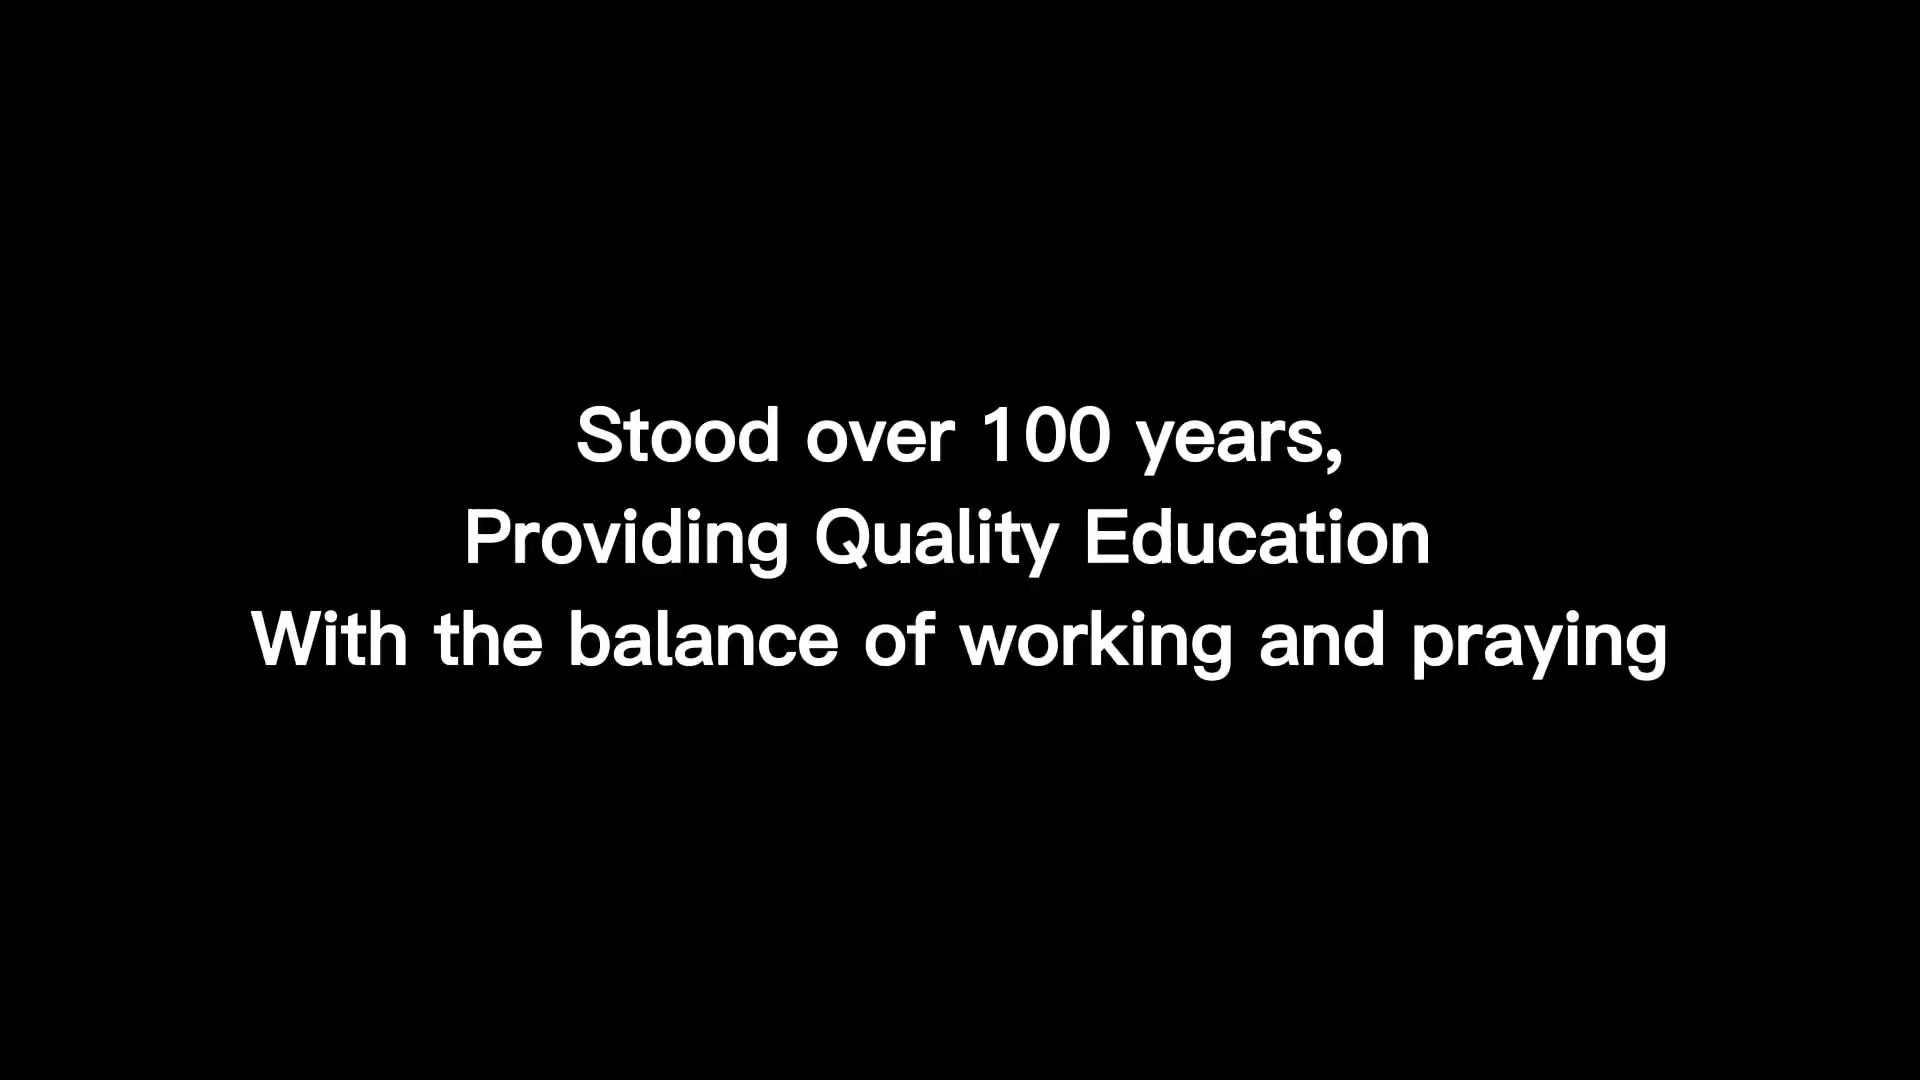 Stood over 100 years,
Providing Quality Education
With the balance of working and praying